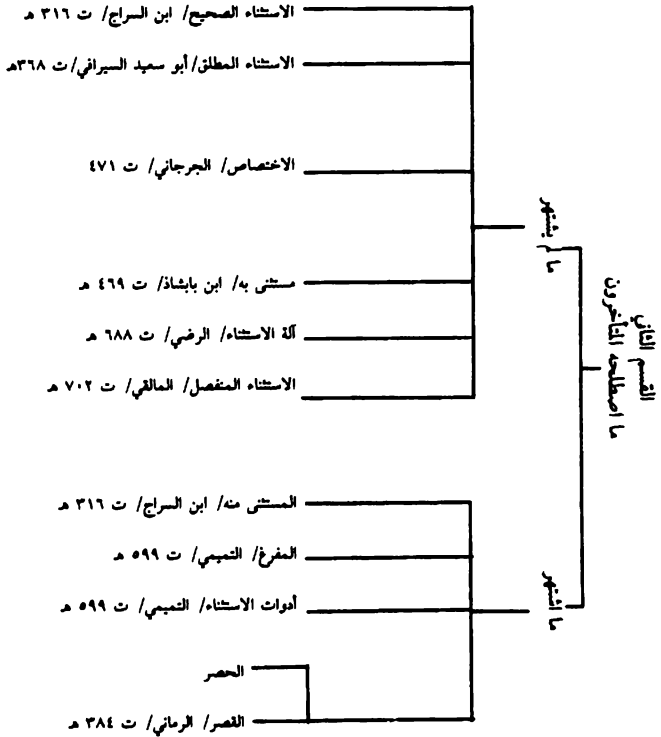 القسم الثاني
ما اصطلحه المتأخرون
ما لم يشتهر
الاستثناء الصحيح/ ابن السراج/ ت ٣١٦ هـ
الاستثناء المطلق/ أبو سعيد السيرافي/ ت ٣٦٨هـ
الاختصاص/ الجرجاني/ ت ٤٧١
مستثنى به/ ابن بابشاذ/ ت ٤٦٩ هـ
آلة الاستثناء/ الرضي/ ت ٦٨٨ هـ
الاستثناء المنفصل/ المالقي/ ت ٧٠٢ هـ
ما اشتهر
المستثنى منه/ ابن السراج/ ت ٣١٦ هـ
المفرغ/ التميمي/ ت ٥٩٩ هـ
أدوات الاستثناء/ التميمي/ ت ٥٩٩ هـ
الحصر
القصر/ الرماني/ ت ٣٨٤ هـ